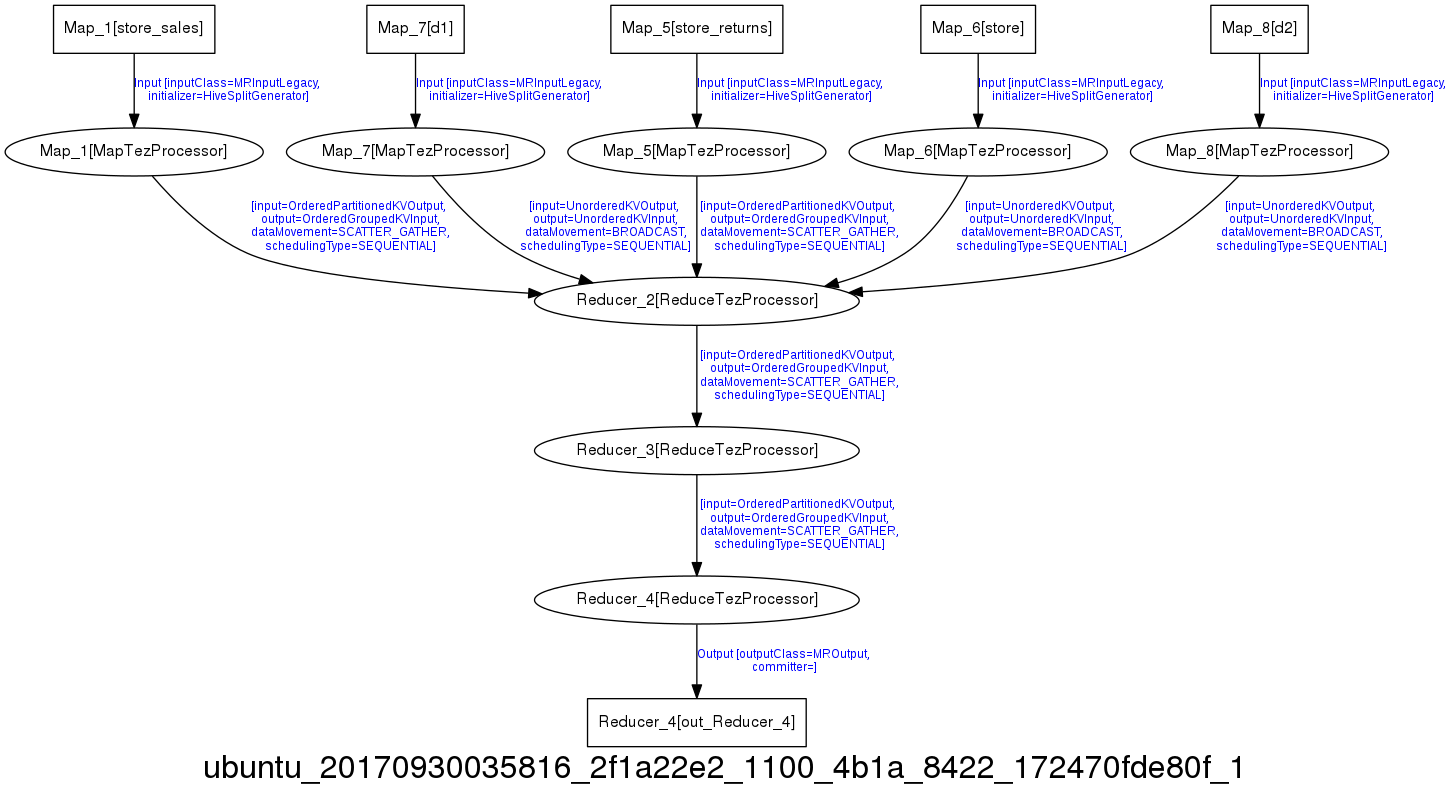 Map_1[store_sales]
Map_7[d1]
Map_5[store_returns]
Map_6[store]
Map_8[d2]
Input [inputClass=MRInputLegacy,
initializer=HiveSplitGenerator]
Input [inputClass=MRInputLegacy,
initializer=HiveSplitGenerator]
Input [inputClass=MRInputLegacy,
initializer=HiveSplitGenerator]
Input [inputClass=MRInputLegacy,
initializer=HiveSplitGenerator]
Input [inputClass=MRInputLegacy,
initializer=HiveSplitGenerator]
Map_1[MapTezProcessor]
Map_7[MapTezProcessor]
Map_5[MapTezProcessor]
Map_6[MapTezProcessor]
Map_8[MapTezProcessor]
[input=OrderedPartitionedKVOutput,
output=OrderedGroupedKVInput,
dataMovement=SCATTER_GATHER,
schedulingType=SEQUENTIAL]
[input=UnorderedKVOutput,
output=UnorderedKVInput,
dataMovement=BROADCAST,
schedulingType=SEQUENTIAL]
[input=OrderedPartitionedKVOutput,
output=OrderedGroupedKVInput,
dataMovement=SCATTER_GATHER,
schedulingType=SEQUENTIAL]
[input=UnorderedKVOutput,
output=UnorderedKVInput,
dataMovement=BROADCAST,
schedulingType=SEQUENTIAL]
[input=UnorderedKVOutput,
output=UnorderedKVInput,
dataMovement=BROADCAST,
schedulingType=SEQUENTIAL]
Reducer_2[ReduceTezProcessor]
[input=OrderedPartitionedKVOutput,
output=OrderedGroupedKVInput,
dataMovement=SCATTER_GATHER,
schedulingType=SEQUENTIAL]
Reducer_3[ReduceTezProcessor]
[input=OrderedPartitionedKVOutput,
output=OrderedGroupedKVInput,
dataMovement=SCATTER_GATHER,
schedulingType=SEQUENTIAL]
Reducer_4[ReduceTezProcessor]
Output [outputClass=MROutput,
committer=]
Reducer_4[out_Reducer_4]
ubuntu_20170930035816_2f1a22e2_1100_4b1a_8422_172470fde80f_1